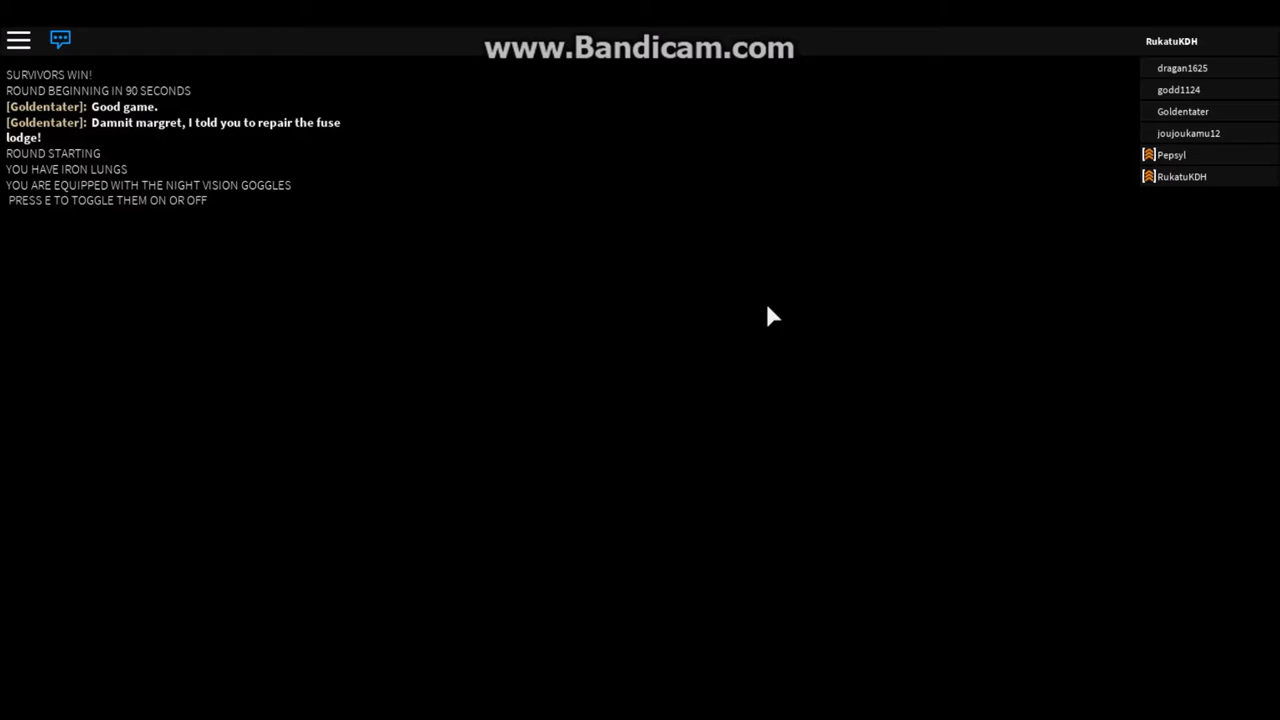 www.Bandicam.com
RukatuKDH
SURVIVORS WIN!
ROUND BEGINNING IN 90 SECONDS
[Goldentater]: Good game.
[Goldentater]: Damnit margret, I told you to repair the fuse
lodge!
ROUND STARTING
YOU HAVE IRON LUNGS
YOU ARE EQUIPPED WITH THE NIGHT VISION GOGGLES
PRESS E TO TOGGLE THEM ON OR OFF
dragan1625
godd1124
Goldentater
joujoukamu12
Pepsyl
RukatuKDH